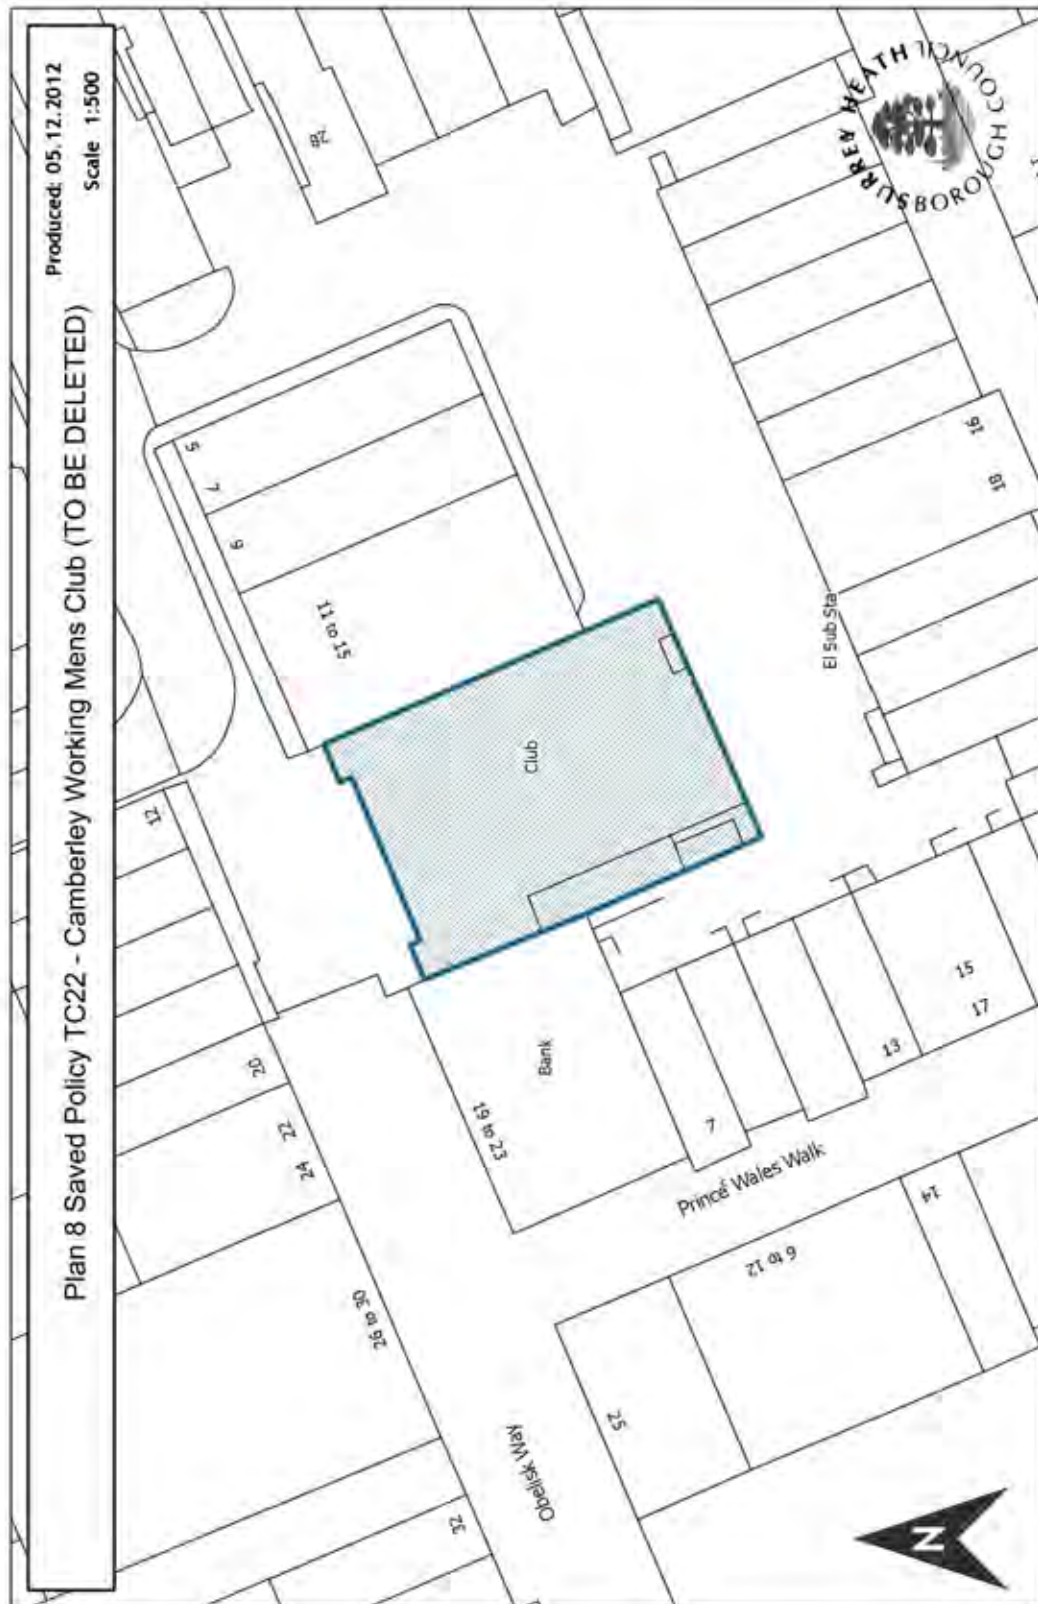 Plan 8 Saved Policy TC22 - Camberley Working Mens Club (TO BE DELETED)
Produced: 05.12.2012
Scale 1:500
SURREY HEATH
BOROUGH COUNCIL
28
5
7
9
11 to 15
16
18
El Sub Sta
Club
12
Bank
19 to 23
20
22
24
7
13
15
17
Prince Wales Walk
26 to 30
6 to 12
14
25
Obelisk Way
32
N